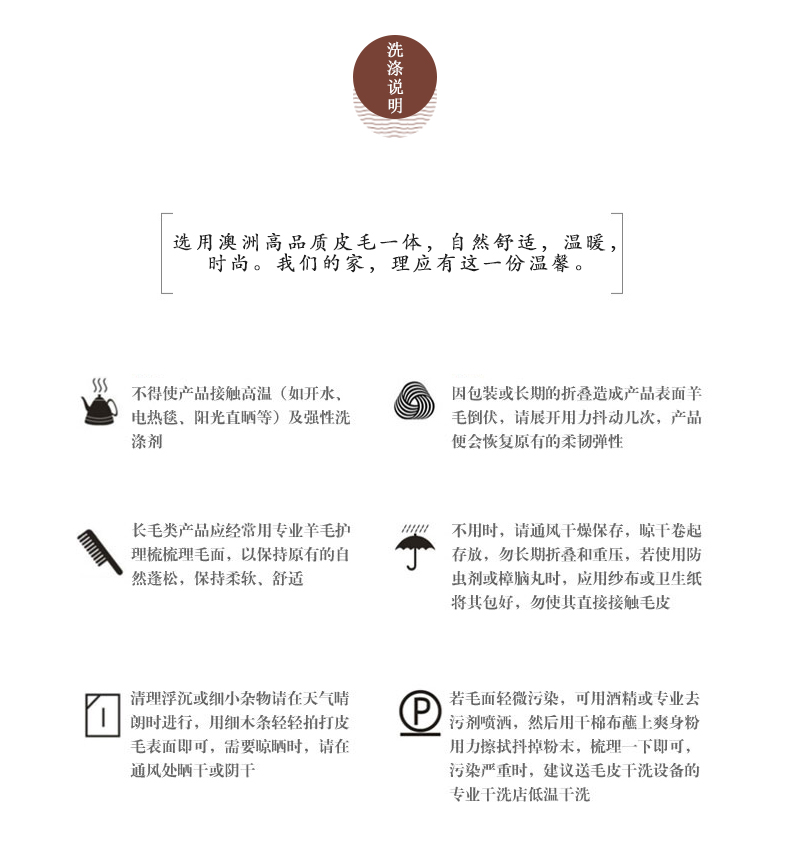 洗涤说明
选用澳洲高品质皮毛一体，自然舒适，温暖，
时尚。我们的家，理应有这一份温馨。
不得使产品接触高温（如开水、
电热毯、阳光直晒等）及强性洗
涤剂
因包装或长期的折叠造成产品表面羊
毛倒伏，请展开用力抖动几次，产品
便会恢复原有的柔韧弹性
长毛类产品应经常用专业羊毛护
理梳梳理毛面，以保持原有的自
然蓬松，保持柔软、舒适
不用时，请通风干燥保存，晾干卷起
存放，勿长期折叠和重压，若使用防
虫剂或樟脑丸时，应用纱布或卫生纸
将其包好，勿使其直接接触毛皮
清理浮沉或细小杂物请在天气晴
朗时进行，用细木条轻轻拍打皮
毛表面即可，需要晾晒时，请在
通风处晒干或阴干
P
若毛面轻微污染，可用酒精或专业去
污剂喷洒，然后用干棉布蘸上爽身粉
用力擦拭抖掉粉末，梳理一下即可，
污染严重时，建议送毛皮干洗设备的
专业干洗店低温干洗